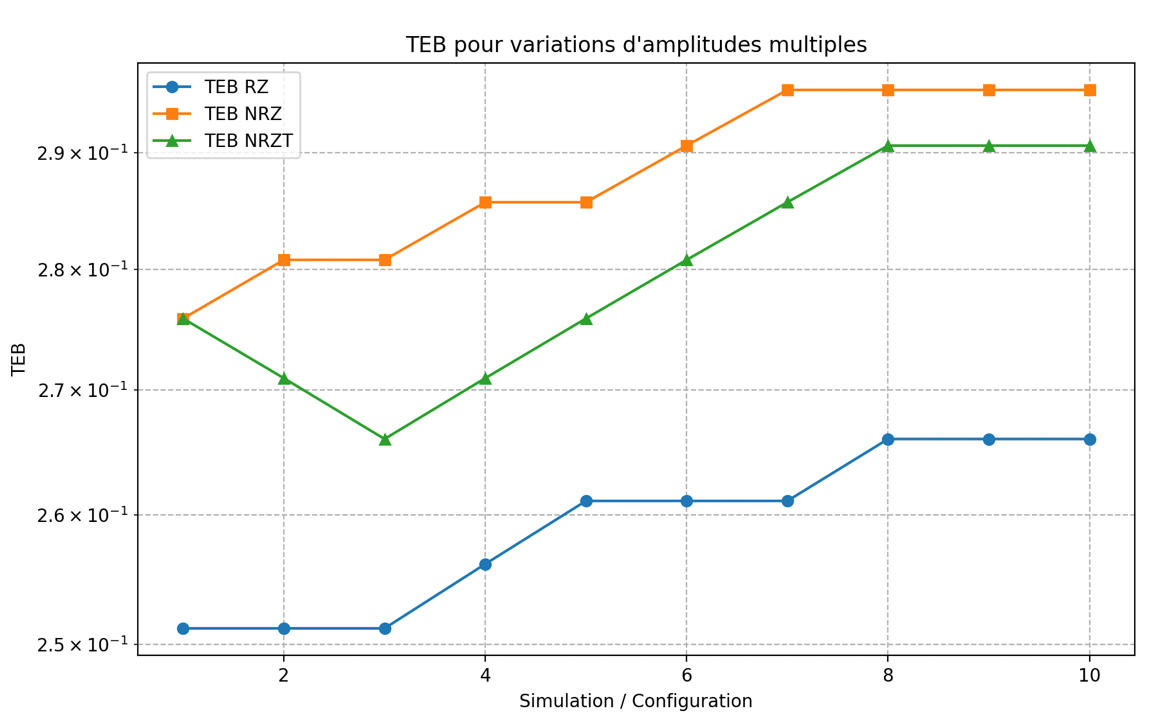 TEB pour variations d'amplitudes multiples
TEB RZ
TEB NRZ
TEB NRZT
2.9 × 10⁻¹
2.8 × 10⁻¹
2.7 × 10⁻¹
2.6 × 10⁻¹
2.5 × 10⁻¹
TEB
2 4 6 8 10
Simulation / Configuration